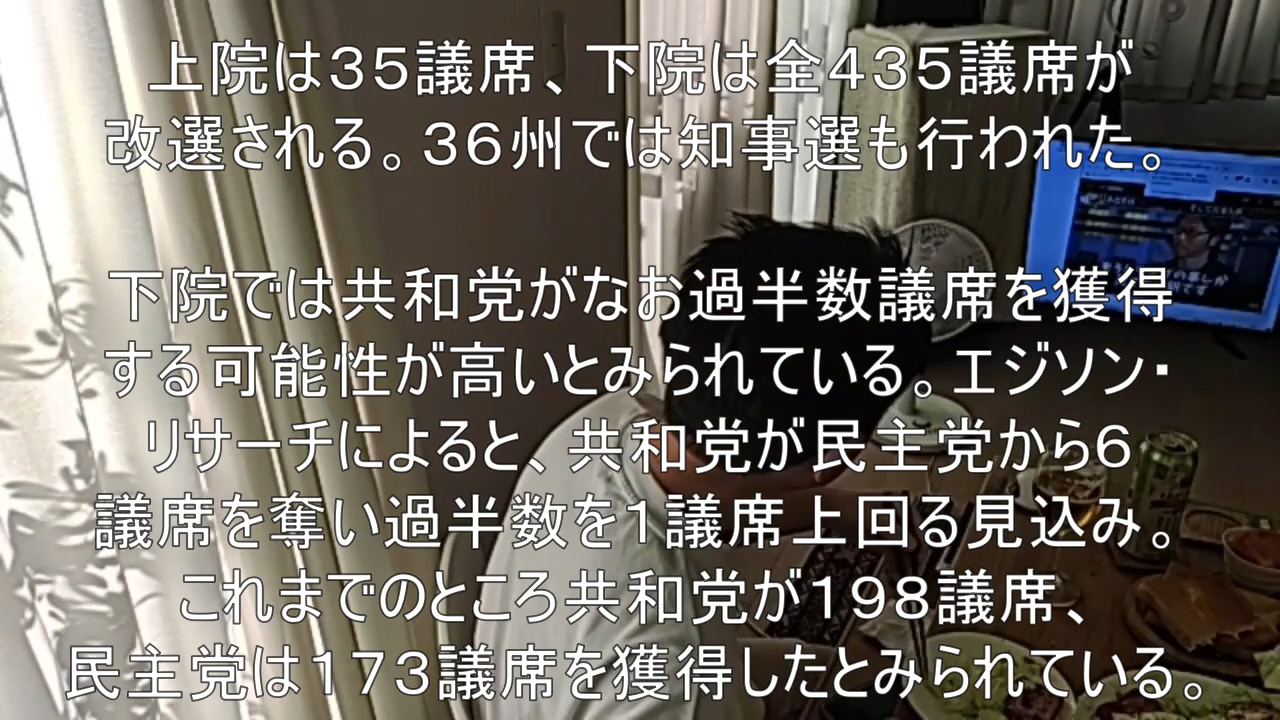 上院は３５議席、下院は全４３５議席が
改選される。３６州では知事選も行われた。
下院では共和党がなお過半数議席を獲得
する可能性が高いとみられている。エジソン・
リサーチによると、共和党が民主党から６
議席を奪い過半数を１議席上回る見込み。
これまでのところ共和党が１９８議席、
民主党は１７３議席を獲得したとみられている。